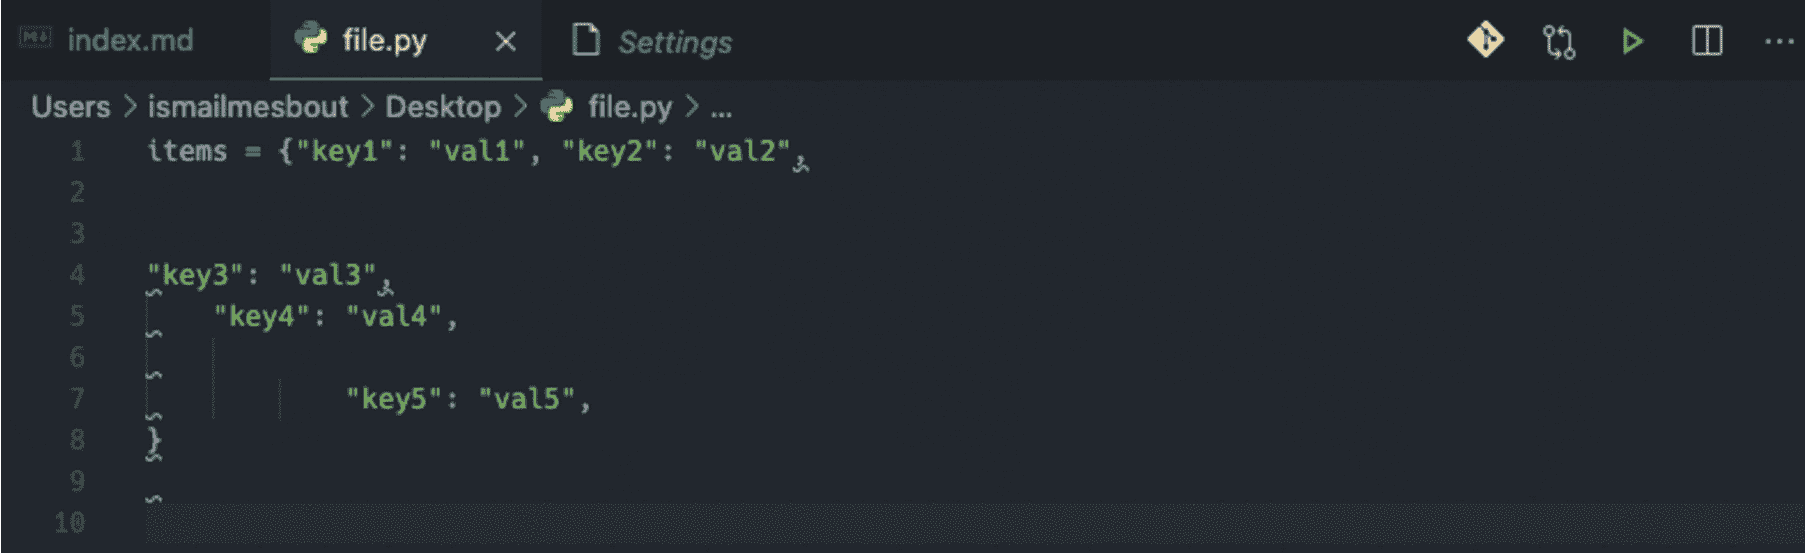 M↓ index.md file.py × Settings ...
Users > ismailmesbout > Desktop > file.py > ...
1 items = {"key1": "val1", "key2": "val2",
2
3
4 "key3": "val3",
5 "key4": "val4",
6
7 "key5": "val5",
8 }
9
10